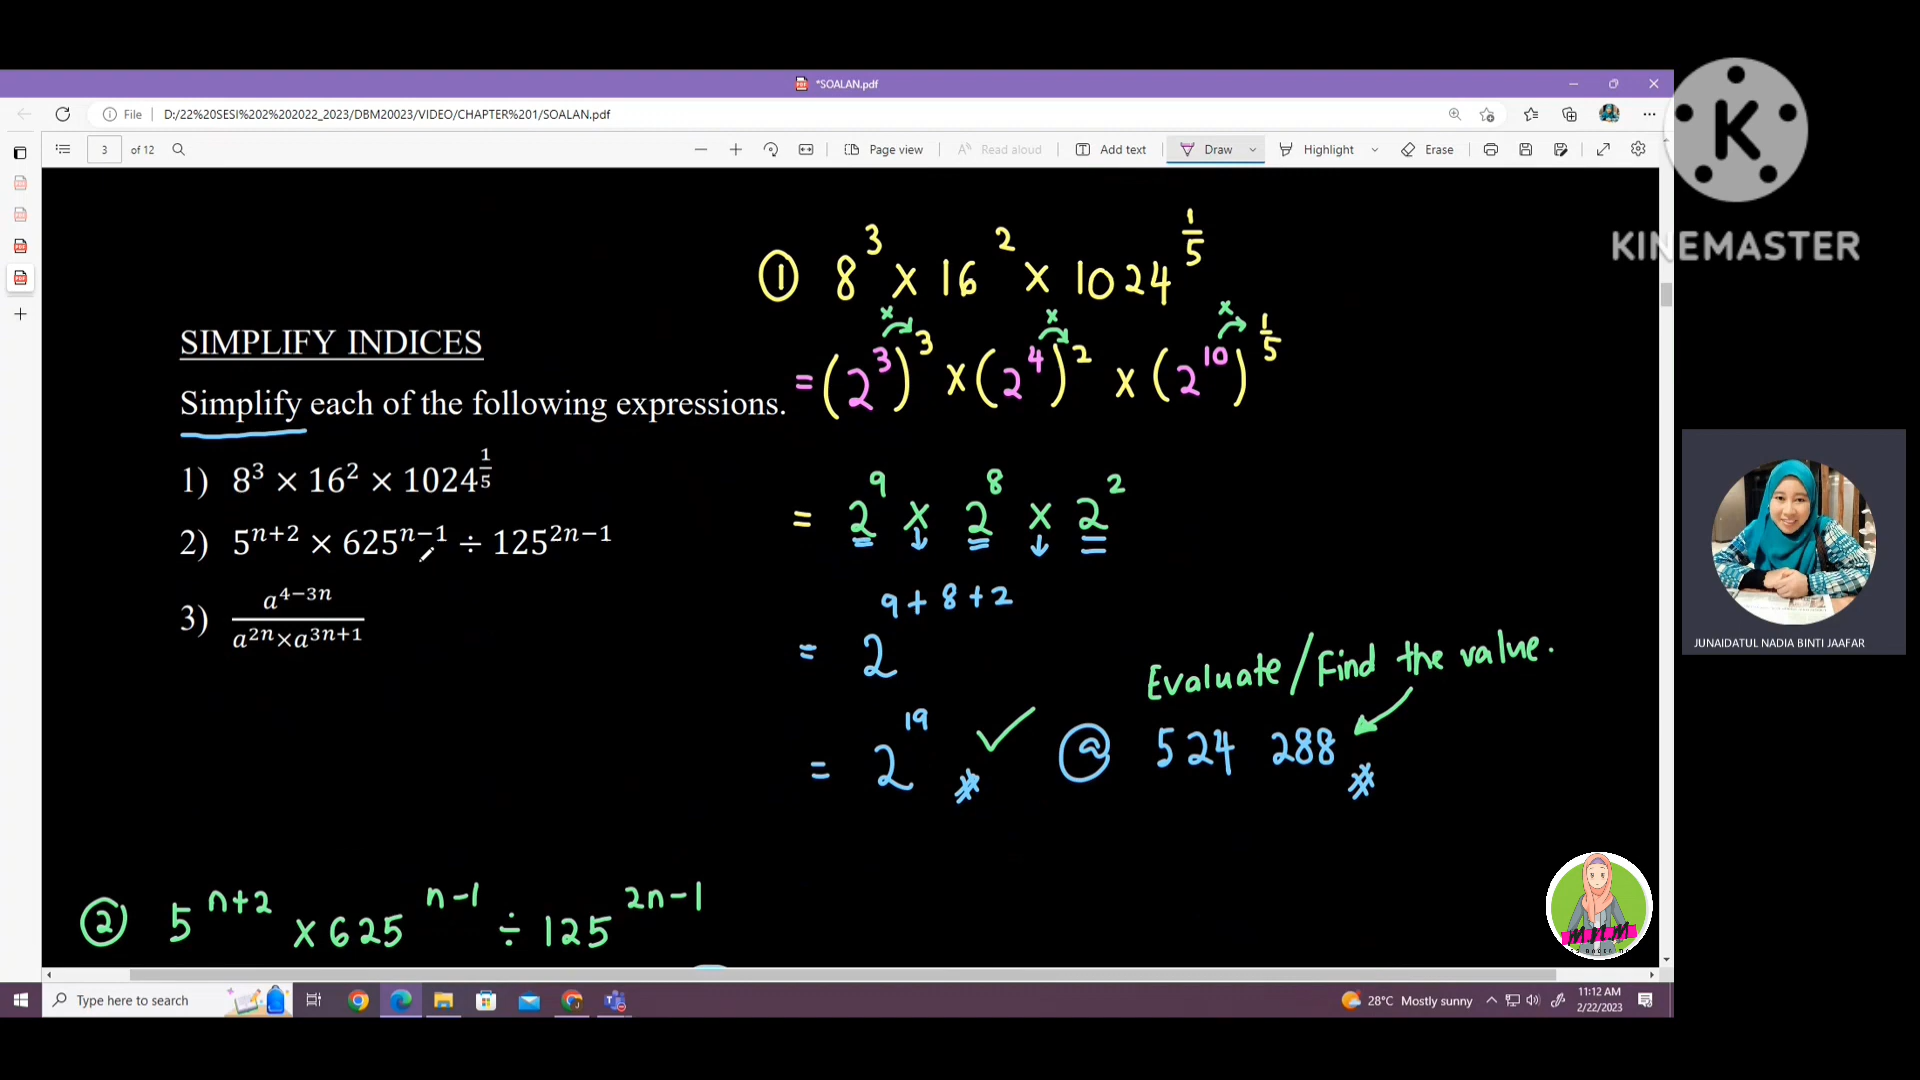 *SOALAN.pdf
File | D:/22%20SESI%202%202022_2023/DBM20023/VIDEO/CHAPTER%201/SOALAN.pdf
3 of 12 Page view Read aloud Add text Draw Highlight Erase
K
KINEMASTER
SIMPLIFY INDICES
Simplify each of the following expressions.
1) 8³ × 16² × 1024^(1/5)
2) 5^(n+2) × 625^(n−1) ÷ 125^(2n−1)
3) a^(4−3n) / (a^(2n)×a^(3n+1))
① 8³ × 16² × 1024^(1/5)
x x x
= (2³)³ × (2⁴)² × (2¹⁰)^(1/5)
= 2⁹ × 2⁸ × 2²
= 2^(9+8+2)
Evaluate/Find the value.
= 2¹⁹ * ✓ @ 524 288 *
② 5^(n+2) × 625^(n-1) ÷ 125^(2n-1)
JUNAIDATUL NADIA BINTI JAAFAR
Type here to search
28°C Mostly sunny
11:12 AM
2/22/2023